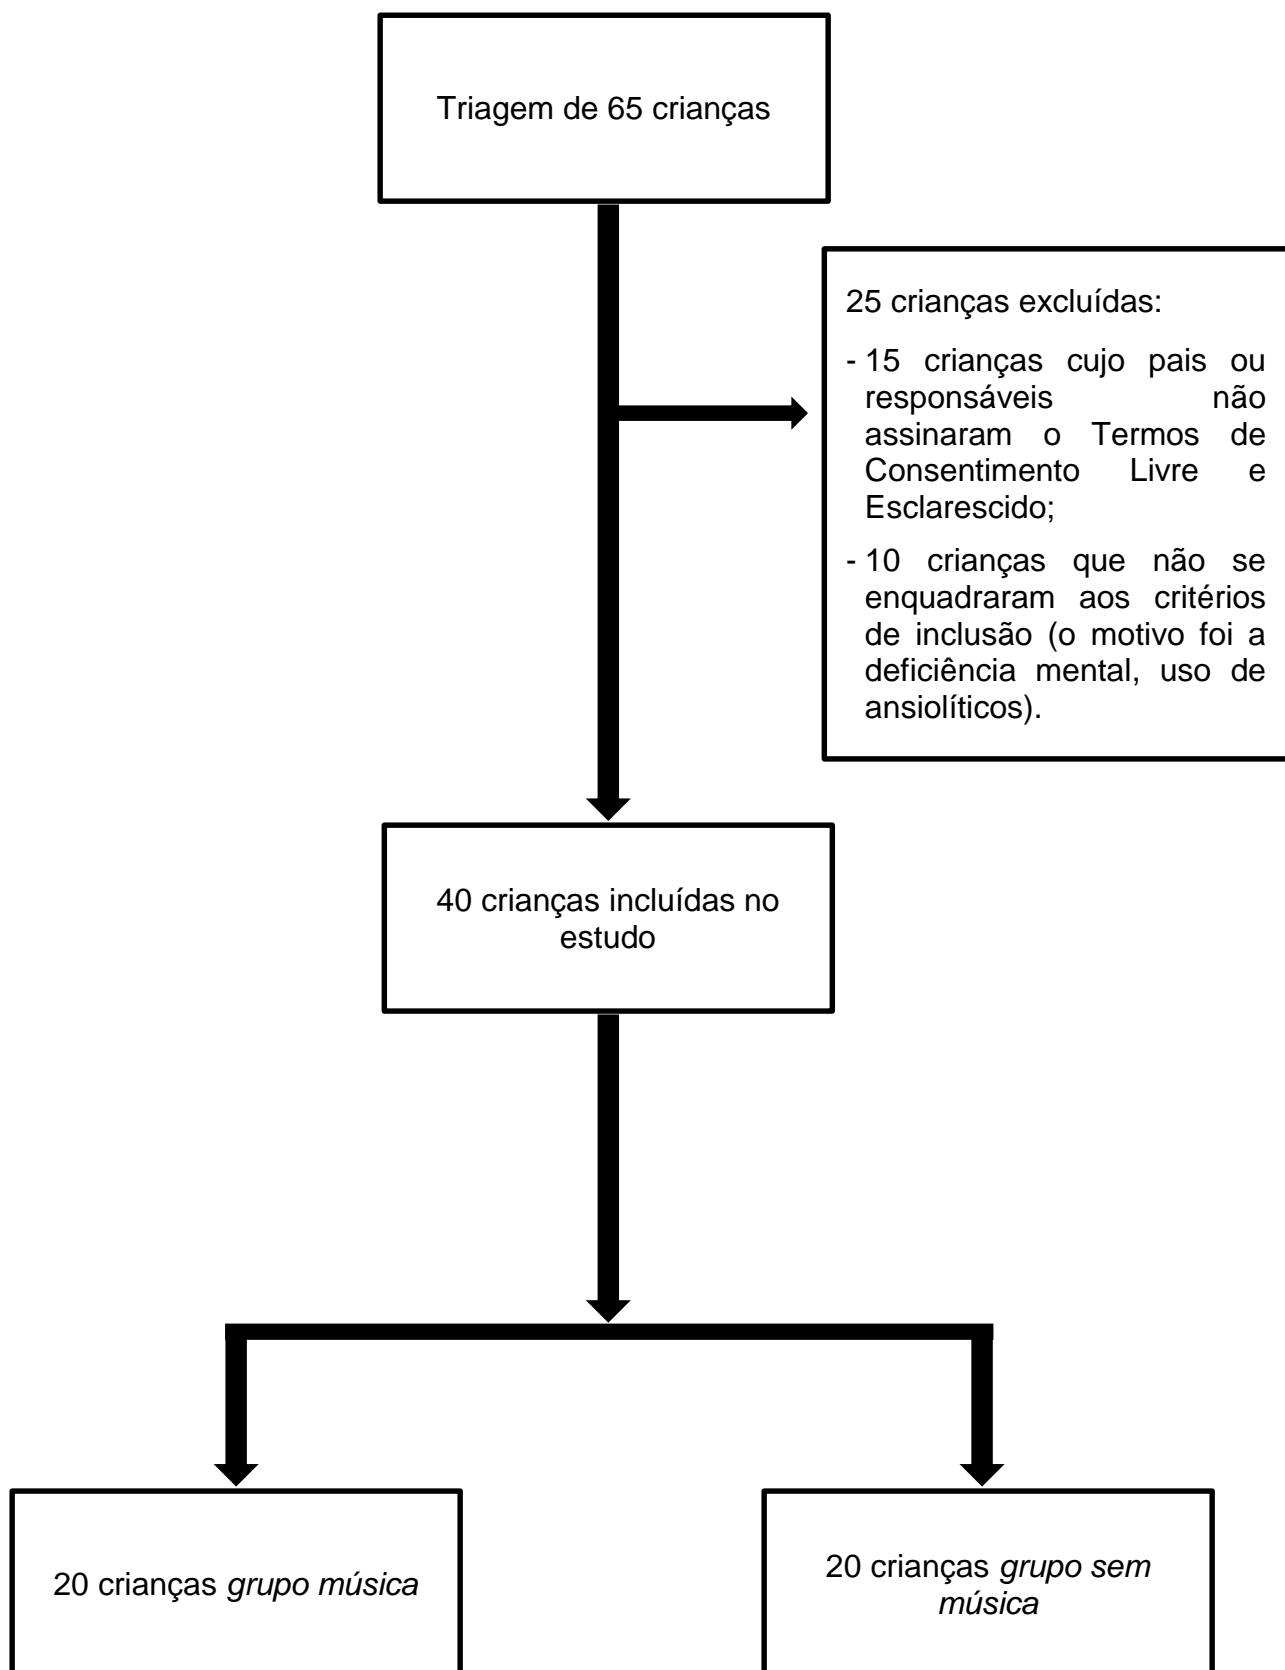 Triagem de 65 crianças
25 crianças excluídas:
- 15 crianças cujo pais ou
responsáveis não
assinaram o Termos de
Consentimento Livre e
Esclarescido;
- 10 crianças que não se
enquadraram aos critérios
de inclusão (o motivo foi a
deficiência mental, uso de
ansiolíticos).
40 crianças incluídas no
estudo
20 crianças grupo música
20 crianças grupo sem
música